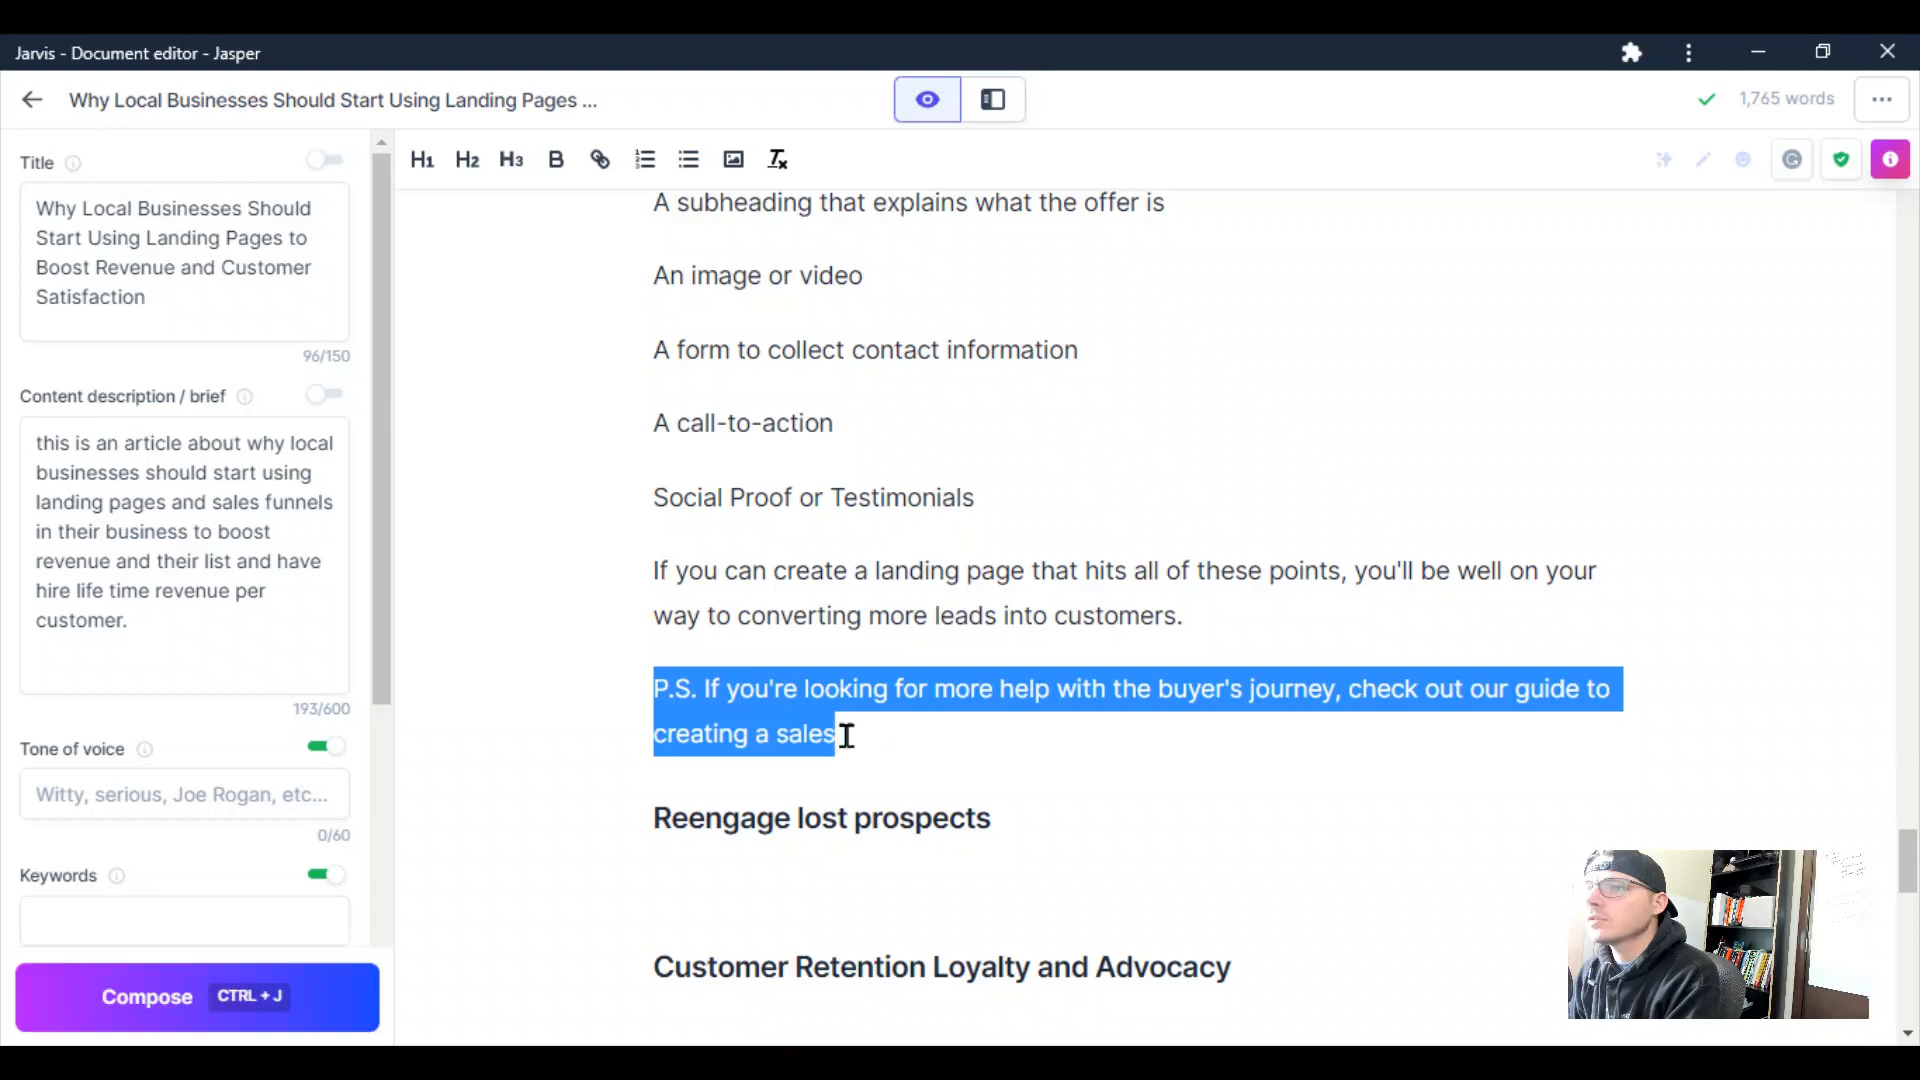 Jarvis - Document editor - Jasper
Why Local Businesses Should Start Using Landing Pages ...
1,765 words
Title
H1 H2 H3 B
Why Local Businesses Should
Start Using Landing Pages to
Boost Revenue and Customer
Satisfaction
96/150
Content description / brief
this is an article about why local
businesses should start using
landing pages and sales funnels
in their business to boost
revenue and their list and have
hire life time revenue per
customer.
193/600
Tone of voice
Witty, serious, Joe Rogan, etc...
0/60
Keywords
Compose CTRL + J
A subheading that explains what the offer is
An image or video
A form to collect contact information
A call-to-action
Social Proof or Testimonials
If you can create a landing page that hits all of these points, you'll be well on your
way to converting more leads into customers.
P.S. If you're looking for more help with the buyer's journey, check out our guide to
creating a sales
Reengage lost prospects
Customer Retention Loyalty and Advocacy